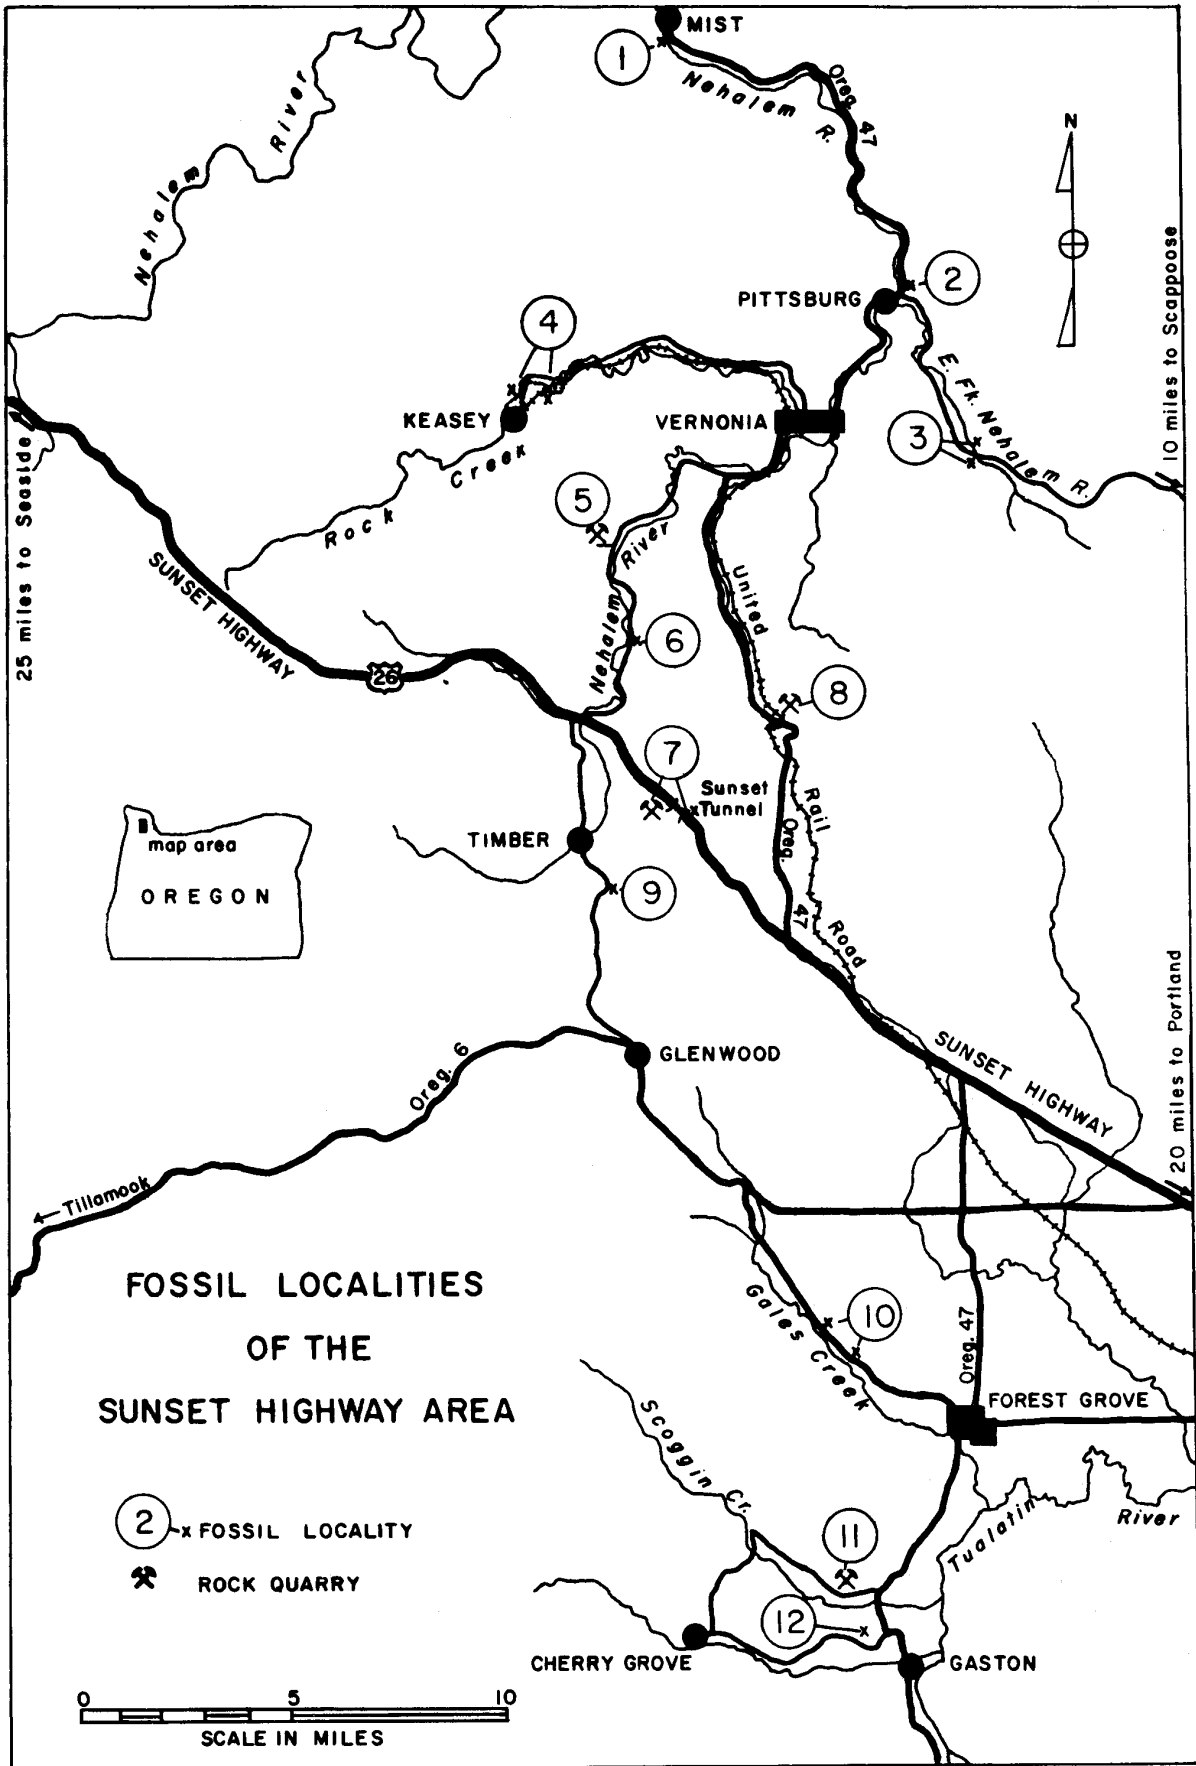 MIST
1
Nehalem R.
Oreg. 47
Nehalem River
N
2
PITTSBURG
10 miles to Scappoose
4
E. Fk. Nehalem R.
KEASEY
VERNONIA
3
Rock Creek
5
25 miles to Seaside
Nehalem River
SUNSET HIGHWAY
United Rail Road
6
26
8
7
Sunset
Tunnel
map area
OREGON
TIMBER
Oreg. 47
9
GLENWOOD
Oreg. 6
SUNSET HIGHWAY
20 miles to Portland
Tillamook
FOSSIL LOCALITIES
OF THE
SUNSET HIGHWAY AREA
Gales Creek
10
Oreg. 47
FOREST GROVE
Scoggin Cr.
Tualatin River
2 x FOSSIL LOCALITY
ROCK QUARRY
11
12
CHERRY GROVE
GASTON
0 5 10
SCALE IN MILES